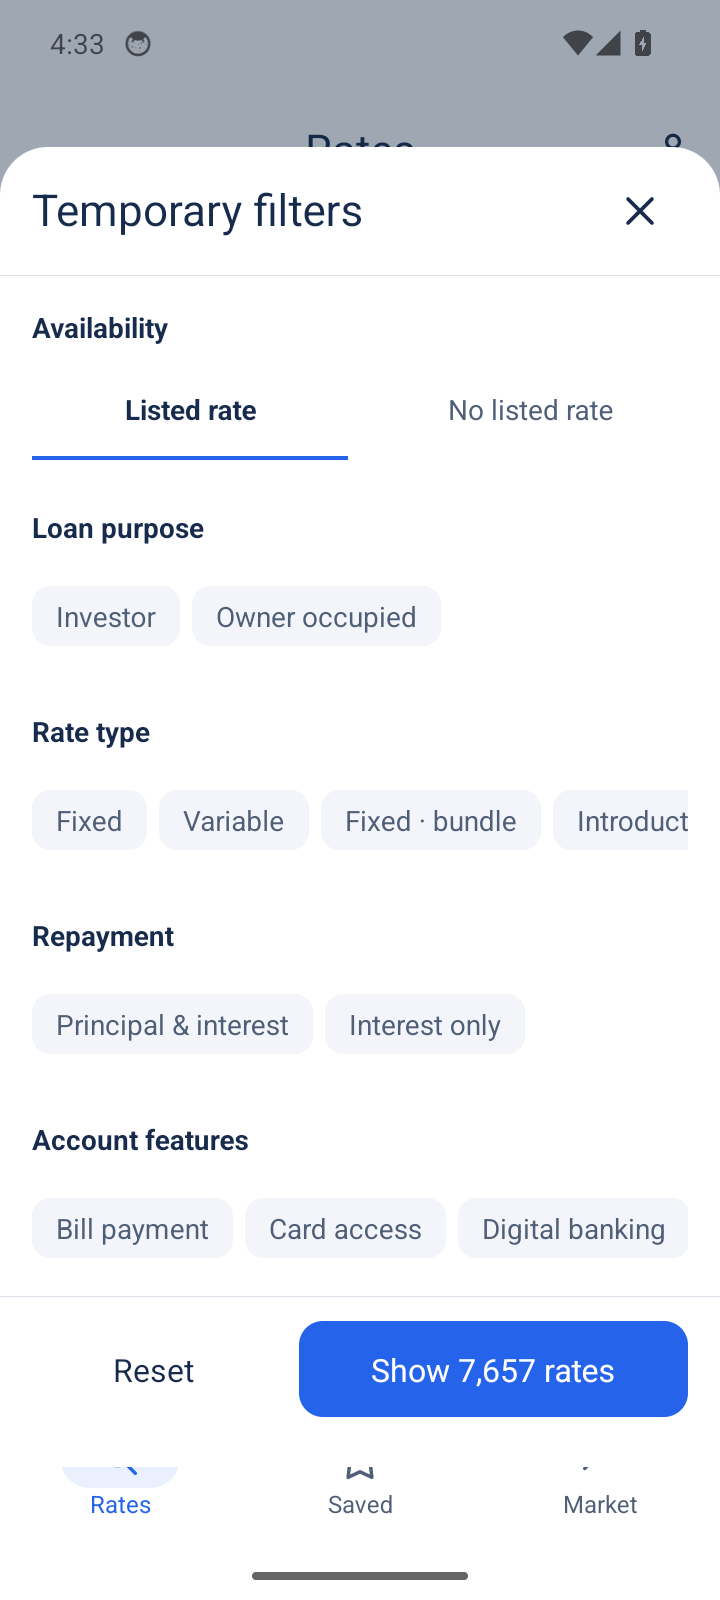 4:33
Rates
Temporary filters
Availability
Listed rate
No listed rate
Loan purpose
Investor
Owner occupied
Rate type
Fixed
Variable
Fixed · bundle
Introduct
Repayment
Principal & interest
Interest only
Account features
Bill payment
Card access
Digital banking
Reset
Show 7,657 rates
Rates
Saved
Market